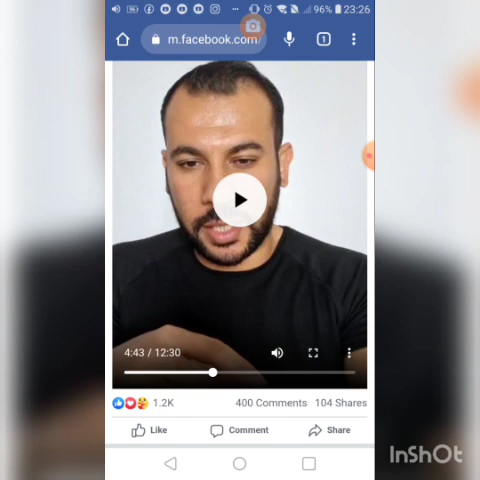 96% 23:26
m.facebook.com/
1
4:43 / 12:30
1.2K 400 Comments 104 Shares
Like Comment Share
InShOt